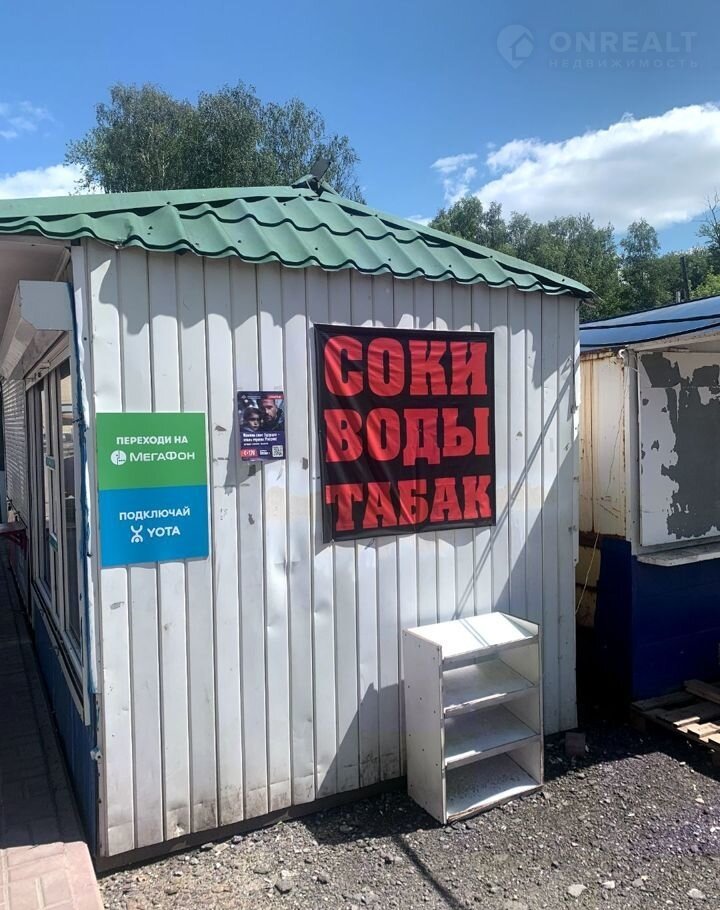 ONREALT
НЕДВИЖИМОСТЬ
СОКИ
ВОДЫ
ТАБАК
ПЕРЕХОДИ НА
МЕГАФОН
ПОДКЛЮЧАЙ
YOTA